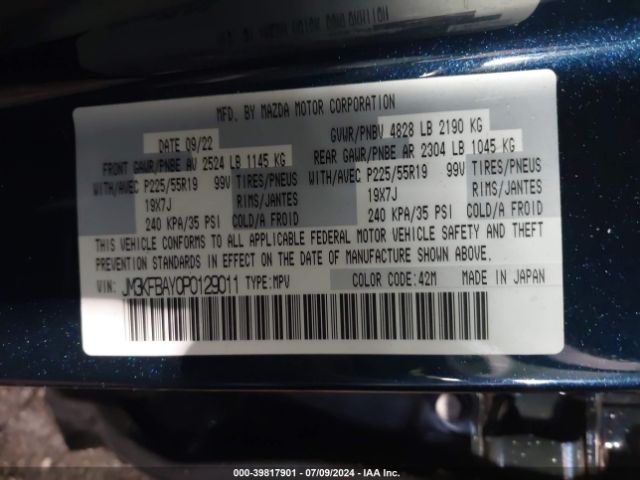 MFD. BY MAZDA MOTOR CORPORATION
DATE 09/22 GVWR/PNBV 4828 LB 2190 KG
FRONT GAWR/PNBE AV 2524 LB 1145 KG REAR GAWR/PNBE AR 2304 LB 1045 KG
WITH/AVEC P225/55R19 99V TIRES/PNEUS WITH/AVEC P225/55R19 99V TIRES/PNEUS
19X7J RIMS/JANTES 19X7J RIMS/JANTES
240 KPA/35 PSI COLD/A FROID 240 KPA/35 PSI COLD/A FROID
THIS VEHICLE CONFORMS TO ALL APPLICABLE FEDERAL MOTOR VEHICLE SAFETY AND THEFT
PREVENTION STANDARDS IN EFFECT ON THE DATE OF MANUFACTURE SHOWN ABOVE.
VIN: JM3KFBAY0P0129011 TYPE:MPV COLOR CODE:42M MADE IN JAPAN
000-39817901 / 07/09/2024 / IAA Inc.